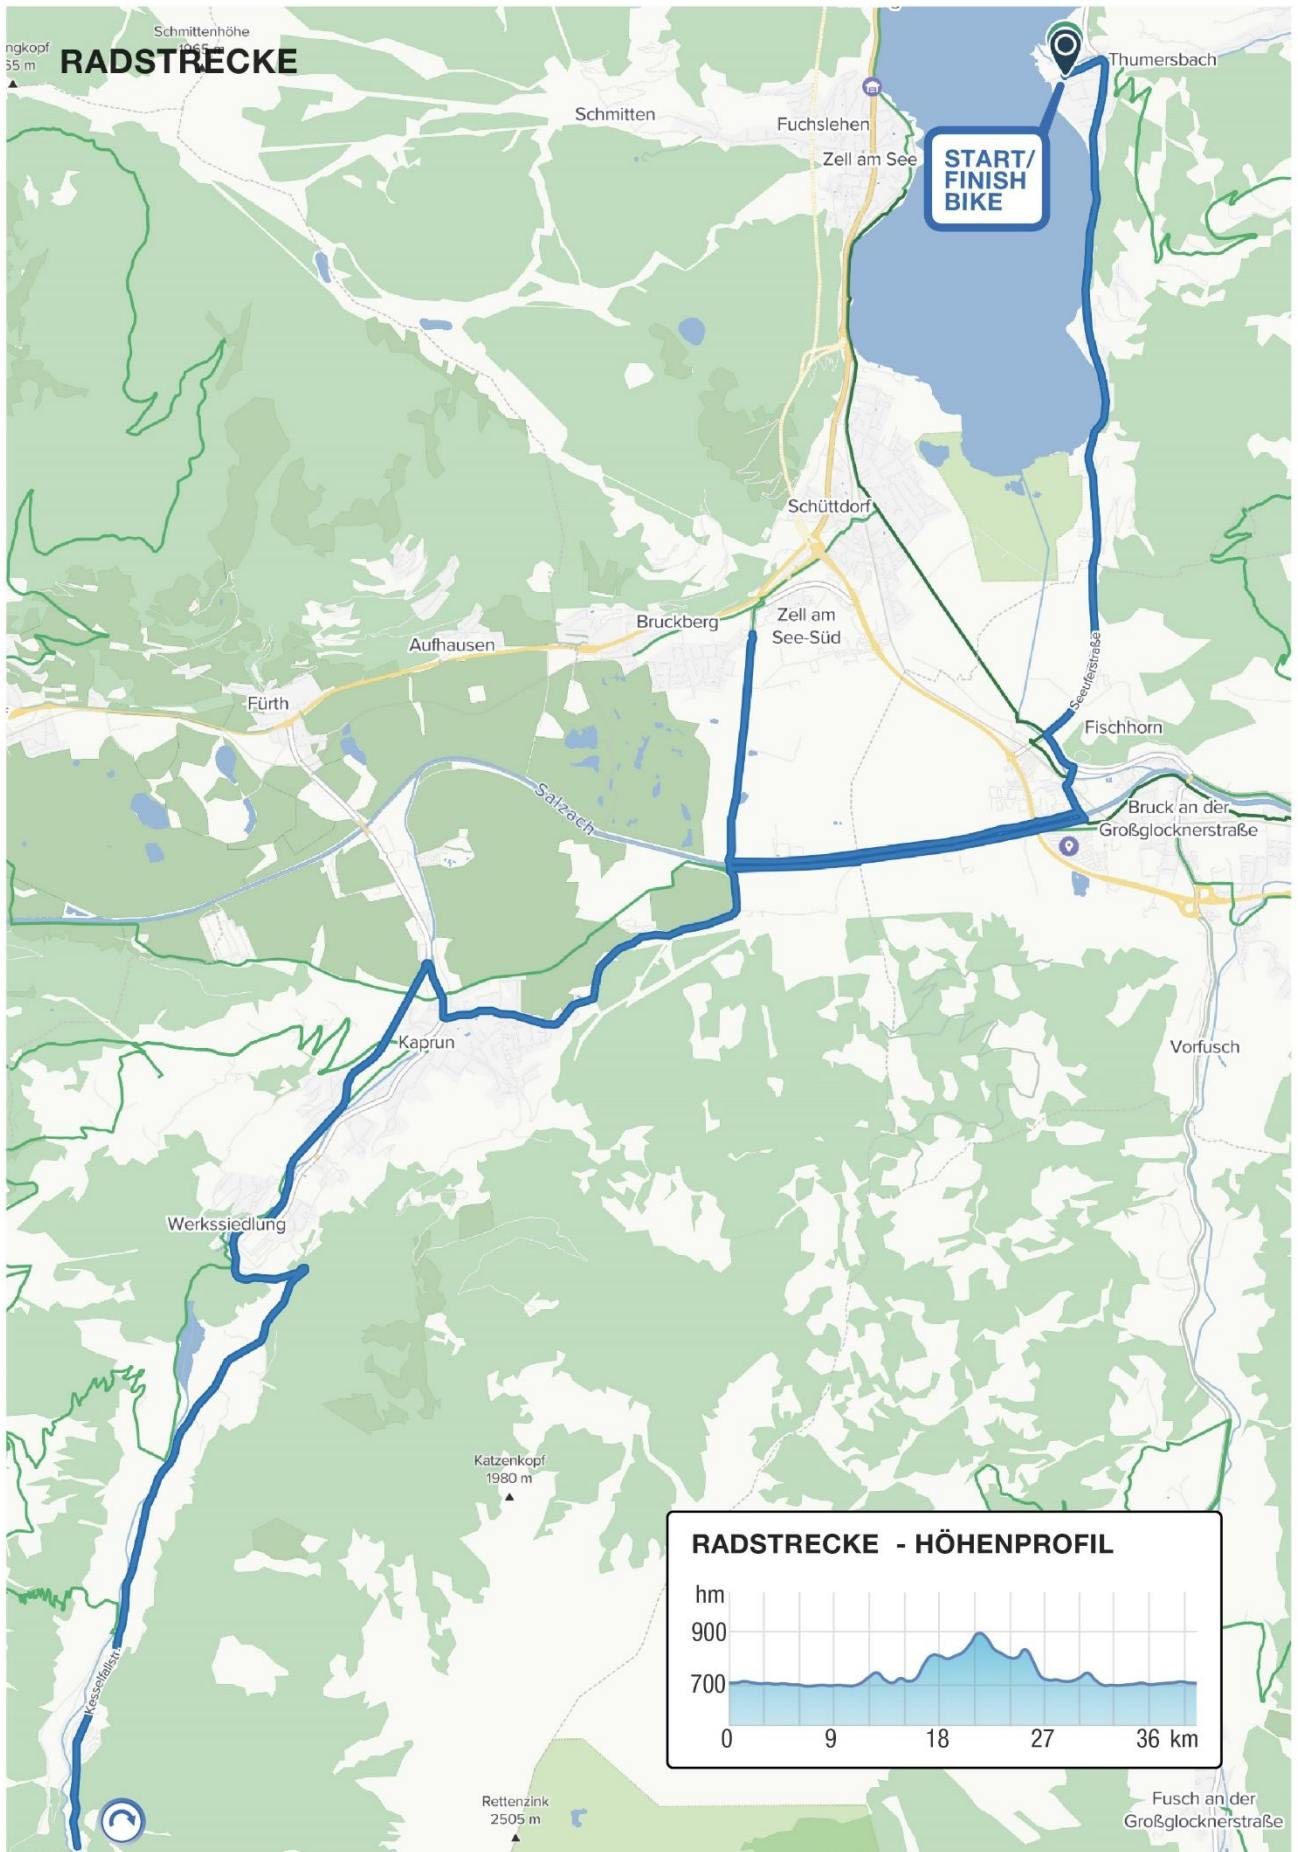 Schmittenhöhe
1965 m
ngkopf
65 m
RADSTRECKE
Thumersbach
Schmitten
Fuchslehen
Zell am See
START/
FINISH
BIKE
Schüttdorf
Bruckberg
Zell am
See-Süd
Aufhausen
Seeuferstraße
Fürth
Fischhorn
Salzach
Bruck an der
Großglocknerstraße
Kaprun
Vorfusch
Werkssiedlung
Katzenkopf
1980 m
RADSTRECKE - HÖHENPROFIL
hm
900
700
0 9 18 27 36 km
Kesselfallstr.
Rettenzink
2505 m
Fusch an der
Großglocknerstraße